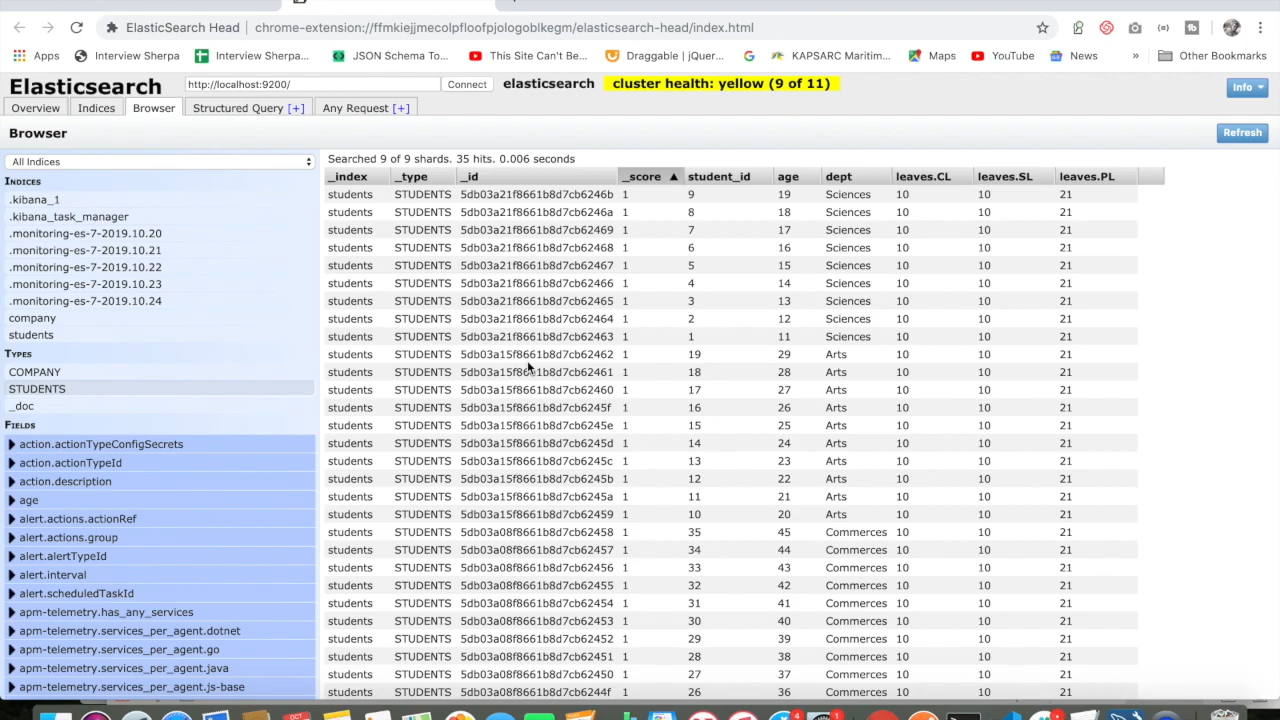 ElasticSearch Head | chrome-extension://ffmkiejjmecolpfloofpjologoblkegm/elasticsearch-head/index.html
Apps Interview Sherpas Interview Sherpa... JSON Schema To... This Site Can't Be... Draggable | jQuer... KAPSARC Maritim... Maps YouTube News » Other Bookmarks
Elasticsearch http://localhost:9200/ Connect elasticsearch cluster health: yellow (9 of 11) Info
Overview Indices Browser Structured Query [+] Any Request [+]
Browser Refresh
All Indices
Searched 9 of 9 shards. 35 hits. 0.006 seconds
INDICES
.kibana_1
.kibana_task_manager
.monitoring-es-7-2019.10.20
.monitoring-es-7-2019.10.21
.monitoring-es-7-2019.10.22
.monitoring-es-7-2019.10.23
.monitoring-es-7-2019.10.24
company
students
TYPES
COMPANY
STUDENTS
_doc
FIELDS
action.actionTypeConfigSecrets
action.actionTypeId
action.description
age
alert.actions.actionRef
alert.actions.group
alert.alertTypeId
alert.interval
alert.scheduledTaskId
apm-telemetry.has_any_services
apm-telemetry.services_per_agent.dotnet
apm-telemetry.services_per_agent.go
apm-telemetry.services_per_agent.java
apm-telemetry.services_per_agent.js-base
_index _type _id _score ▲ student_id age dept leaves.CL leaves.SL leaves.PL
students STUDENTS 5db03a21f8661b8d7cb6246b 1 9 19 Sciences 10 10 21
students STUDENTS 5db03a21f8661b8d7cb6246a 1 8 18 Sciences 10 10 21
students STUDENTS 5db03a21f8661b8d7cb62469 1 7 17 Sciences 10 10 21
students STUDENTS 5db03a21f8661b8d7cb62468 1 6 16 Sciences 10 10 21
students STUDENTS 5db03a21f8661b8d7cb62467 1 5 15 Sciences 10 10 21
students STUDENTS 5db03a21f8661b8d7cb62466 1 4 14 Sciences 10 10 21
students STUDENTS 5db03a21f8661b8d7cb62465 1 3 13 Sciences 10 10 21
students STUDENTS 5db03a21f8661b8d7cb62464 1 2 12 Sciences 10 10 21
students STUDENTS 5db03a21f8661b8d7cb62463 1 1 11 Sciences 10 10 21
students STUDENTS 5db03a15f8661b8d7cb62462 1 19 29 Arts 10 10 21
students STUDENTS 5db03a15f8661b8d7cb62461 1 18 28 Arts 10 10 21
students STUDENTS 5db03a15f8661b8d7cb62460 1 17 27 Arts 10 10 21
students STUDENTS 5db03a15f8661b8d7cb6245f 1 16 26 Arts 10 10 21
students STUDENTS 5db03a15f8661b8d7cb6245e 1 15 25 Arts 10 10 21
students STUDENTS 5db03a15f8661b8d7cb6245d 1 14 24 Arts 10 10 21
students STUDENTS 5db03a15f8661b8d7cb6245c 1 13 23 Arts 10 10 21
students STUDENTS 5db03a15f8661b8d7cb6245b 1 12 22 Arts 10 10 21
students STUDENTS 5db03a15f8661b8d7cb6245a 1 11 21 Arts 10 10 21
students STUDENTS 5db03a15f8661b8d7cb62459 1 10 20 Arts 10 10 21
students STUDENTS 5db03a08f8661b8d7cb62458 1 35 45 Commerces 10 10 21
students STUDENTS 5db03a08f8661b8d7cb62457 1 34 44 Commerces 10 10 21
students STUDENTS 5db03a08f8661b8d7cb62456 1 33 43 Commerces 10 10 21
students STUDENTS 5db03a08f8661b8d7cb62455 1 32 42 Commerces 10 10 21
students STUDENTS 5db03a08f8661b8d7cb62454 1 31 41 Commerces 10 10 21
students STUDENTS 5db03a08f8661b8d7cb62453 1 30 40 Commerces 10 10 21
students STUDENTS 5db03a08f8661b8d7cb62452 1 29 39 Commerces 10 10 21
students STUDENTS 5db03a08f8661b8d7cb62451 1 28 38 Commerces 10 10 21
students STUDENTS 5db03a08f8661b8d7cb62450 1 27 37 Commerces 10 10 21
students STUDENTS 5db03a08f8661b8d7cb6244f 1 26 36 Commerces 10 10 21